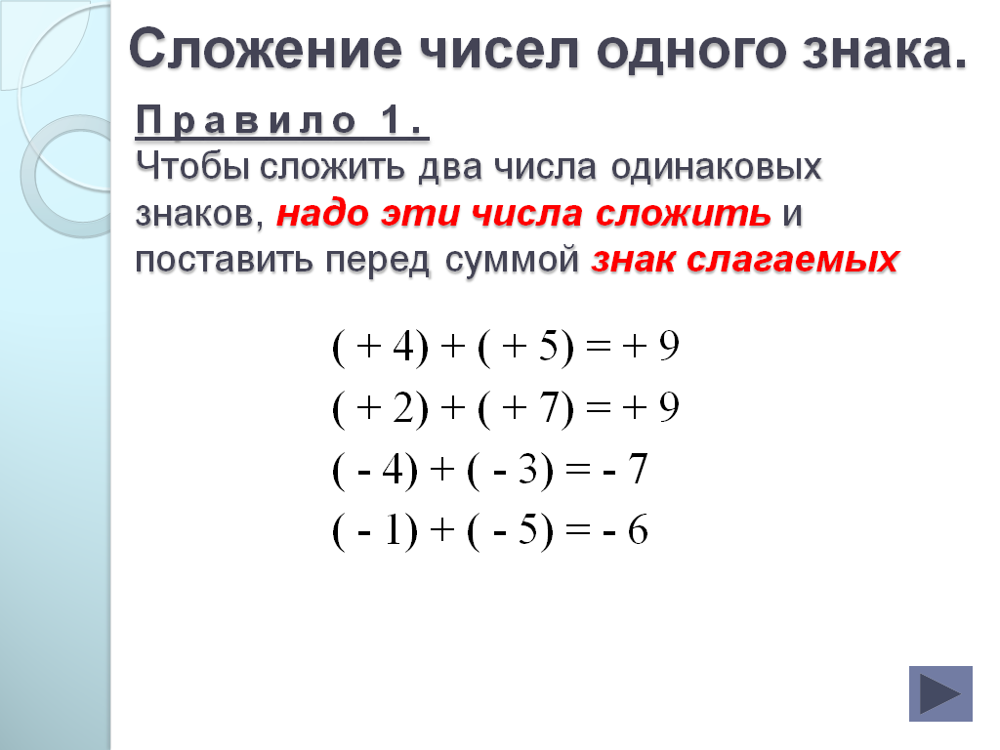 Сложение чисел одного знака.
Правило 1.
Чтобы сложить два числа одинаковых
знаков, надо эти числа сложить и
поставить перед суммой знак слагаемых
( + 4) + ( + 5) = + 9
( + 2) + ( + 7) = + 9
( - 4) + ( - 3) = - 7
( - 1) + ( - 5) = - 6